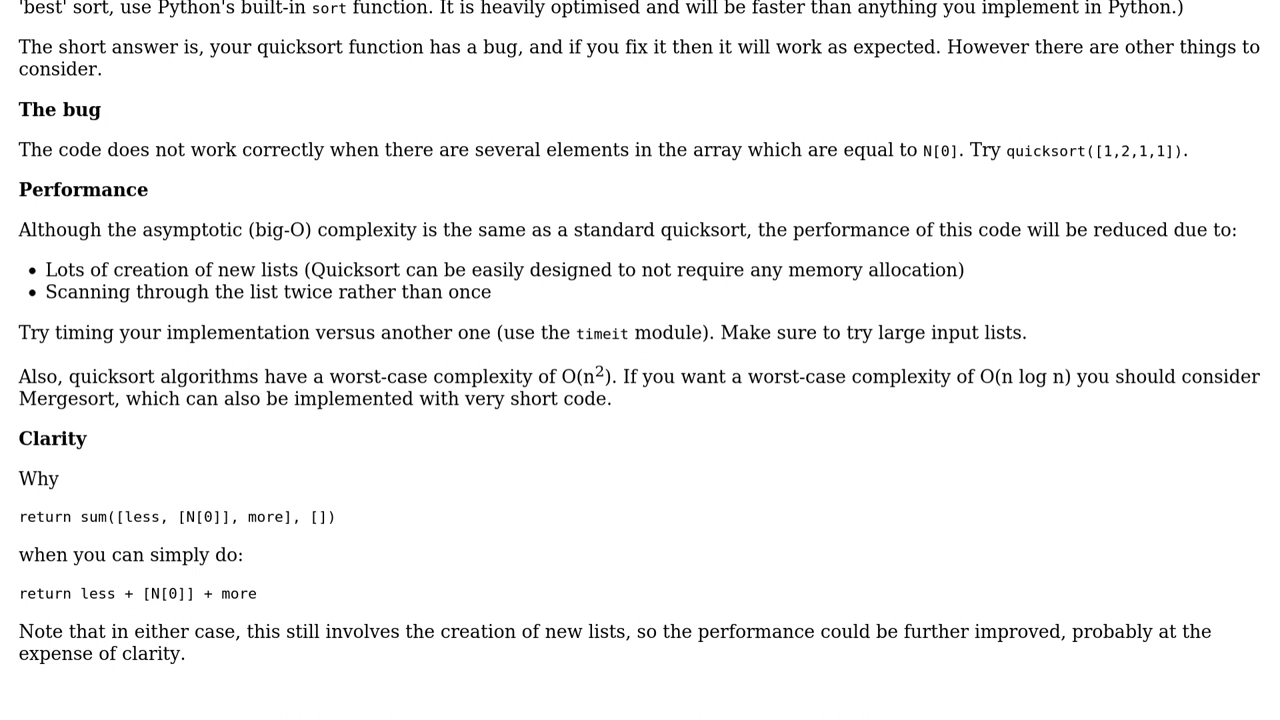 'best' sort, use Python's built-in sort function. It is heavily optimised and will be faster than anything you implement in Python.)
The short answer is, your quicksort function has a bug, and if you fix it then it will work as expected. However there are other things to
consider.
The bug
The code does not work correctly when there are several elements in the array which are equal to N[0]. Try quicksort([1,2,1,1]).
Performance
Although the asymptotic (big-O) complexity is the same as a standard quicksort, the performance of this code will be reduced due to:
• Lots of creation of new lists (Quicksort can be easily designed to not require any memory allocation)
• Scanning through the list twice rather than once
Try timing your implementation versus another one (use the timeit module). Make sure to try large input lists.
Also, quicksort algorithms have a worst-case complexity of O(n²). If you want a worst-case complexity of O(n log n) you should consider
Mergesort, which can also be implemented with very short code.
Clarity
Why
return sum([less, [N[0]], more], [])
when you can simply do:
return less + [N[0]] + more
Note that in either case, this still involves the creation of new lists, so the performance could be further improved, probably at the
expense of clarity.